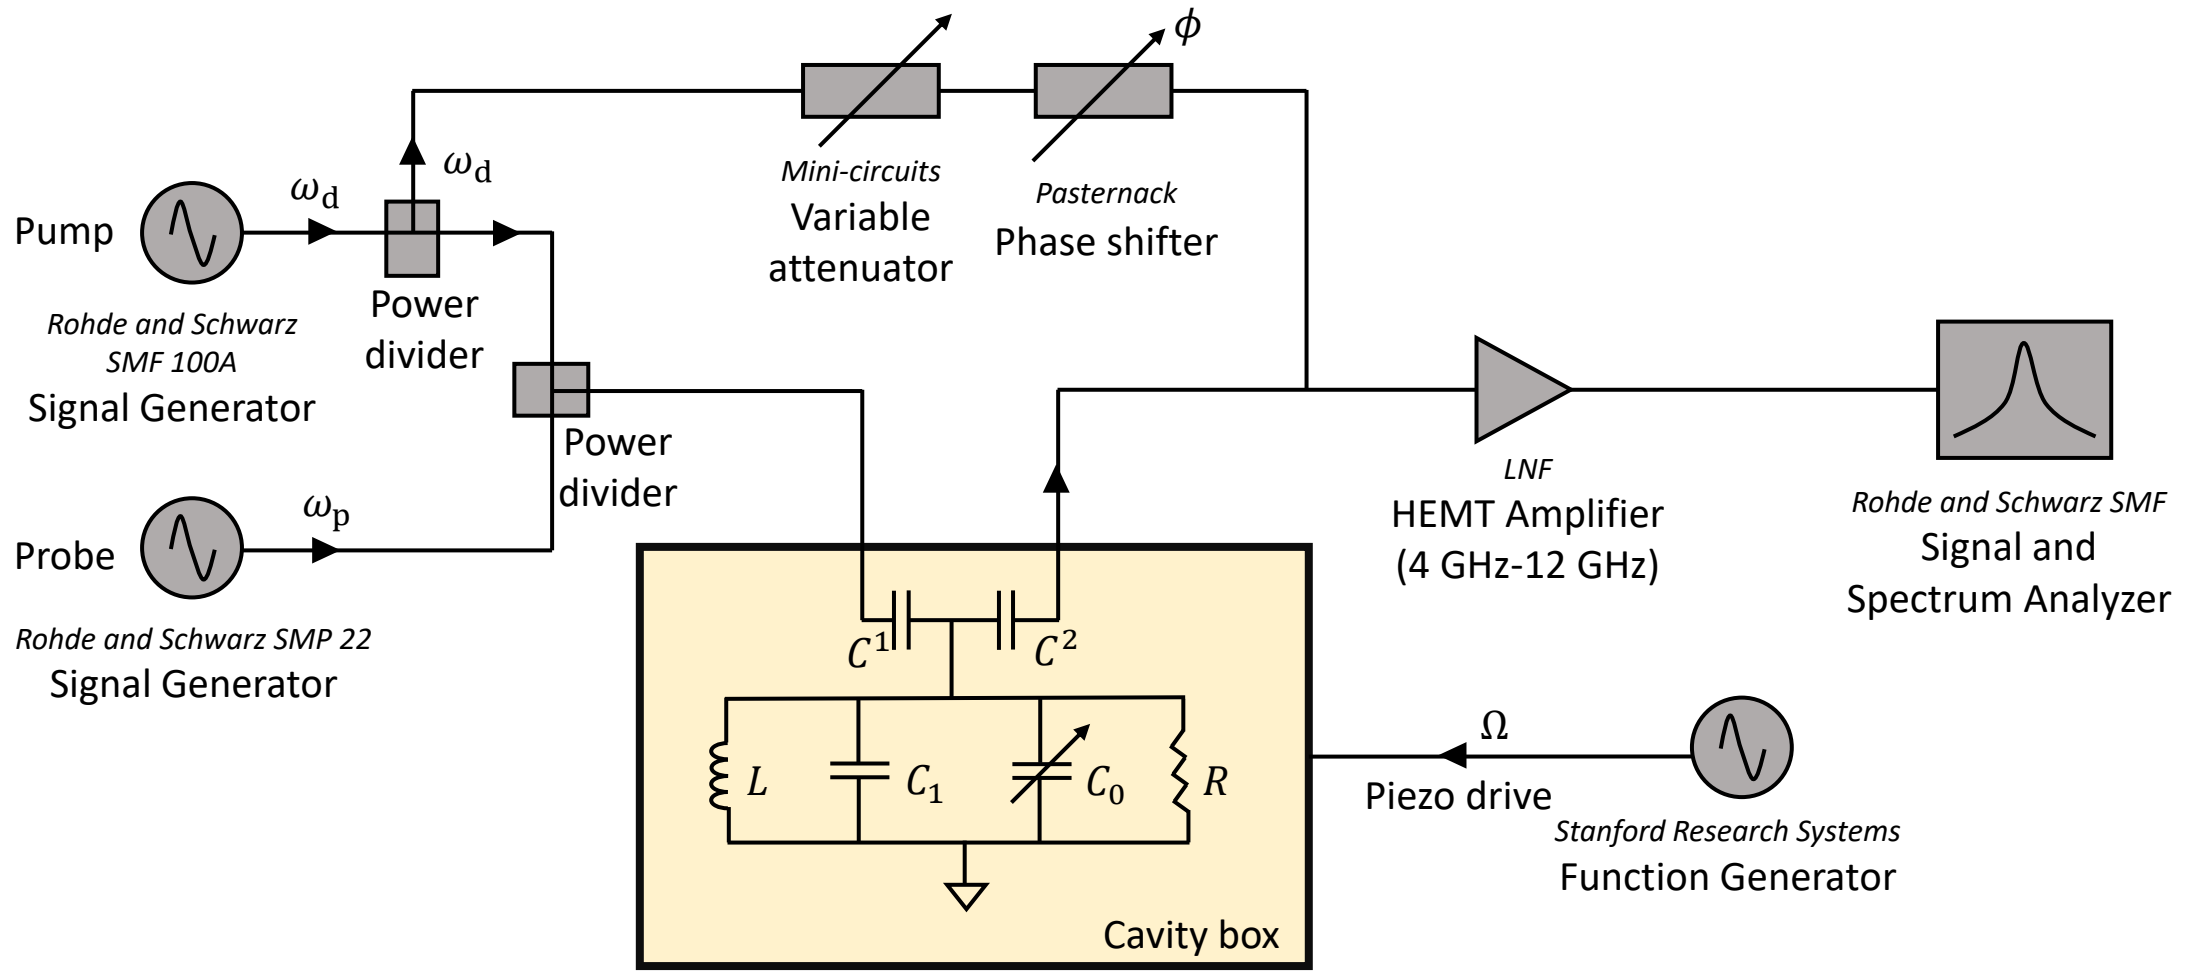 ϕ
ω_d
Mini-circuits
Variable
attenuator
Pasternack
Phase shifter
ω_d
Pump
Power
divider
Rohde and Schwarz
SMF 100A
Signal Generator
Power
divider
ω_p
Probe
Rohde and Schwarz SMP 22
Signal Generator
LNF
HEMT Amplifier
(4 GHz-12 GHz)
Rohde and Schwarz SMF
Signal and
Spectrum Analyzer
C^1
C^2
L
C_1
C_0
R
Cavity box
Ω
Piezo drive
Stanford Research Systems
Function Generator